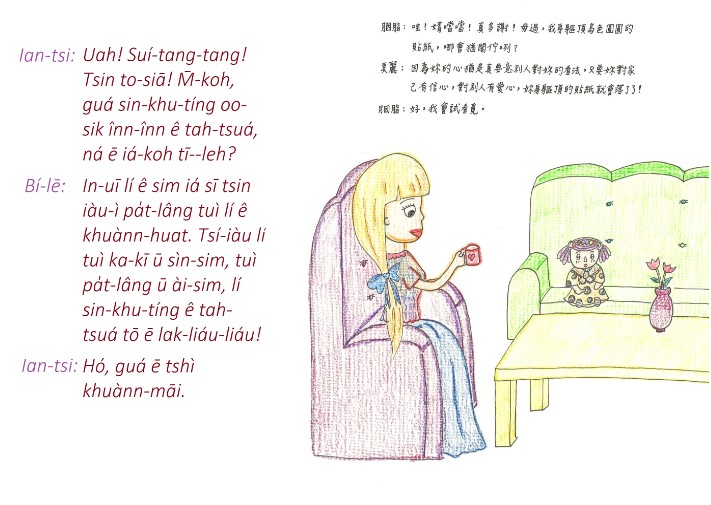 Ian-tsi: Uah! Suí-tang-tang!
Tsin to-siā! M̄-koh,
guá sin-khu-tíng oo-
sik înn-înn ê tah-tsuá,
ná ē iá-koh tī--leh?
Bí-lē: In-uī lí ê sim iá sī tsin
iàu-ì pa̍t-lâng tuì lí ê
khuànn-huat. Tsí-iàu lí
tuì ka-kī ū sìn-sim, tuì
pa̍t-lâng ū ài-sim, lí
sin-khu-tíng ê tah-
tsuá tō ē lak-liáu-liáu!
Ian-tsi: Hó, guá ē tshì
khuànn-māi.
胭脂：哇！媠噹噹！真多謝！毋過，我身軀頂烏色圓圓的
貼紙，哪會猶閣佇咧？
美麗：因為妳的心猶是真要意別人對妳的看法，只要妳對家
己有信心，對別人有愛心，妳身軀頂的貼紙就會落了了！
胭脂：好，我會試看覓。